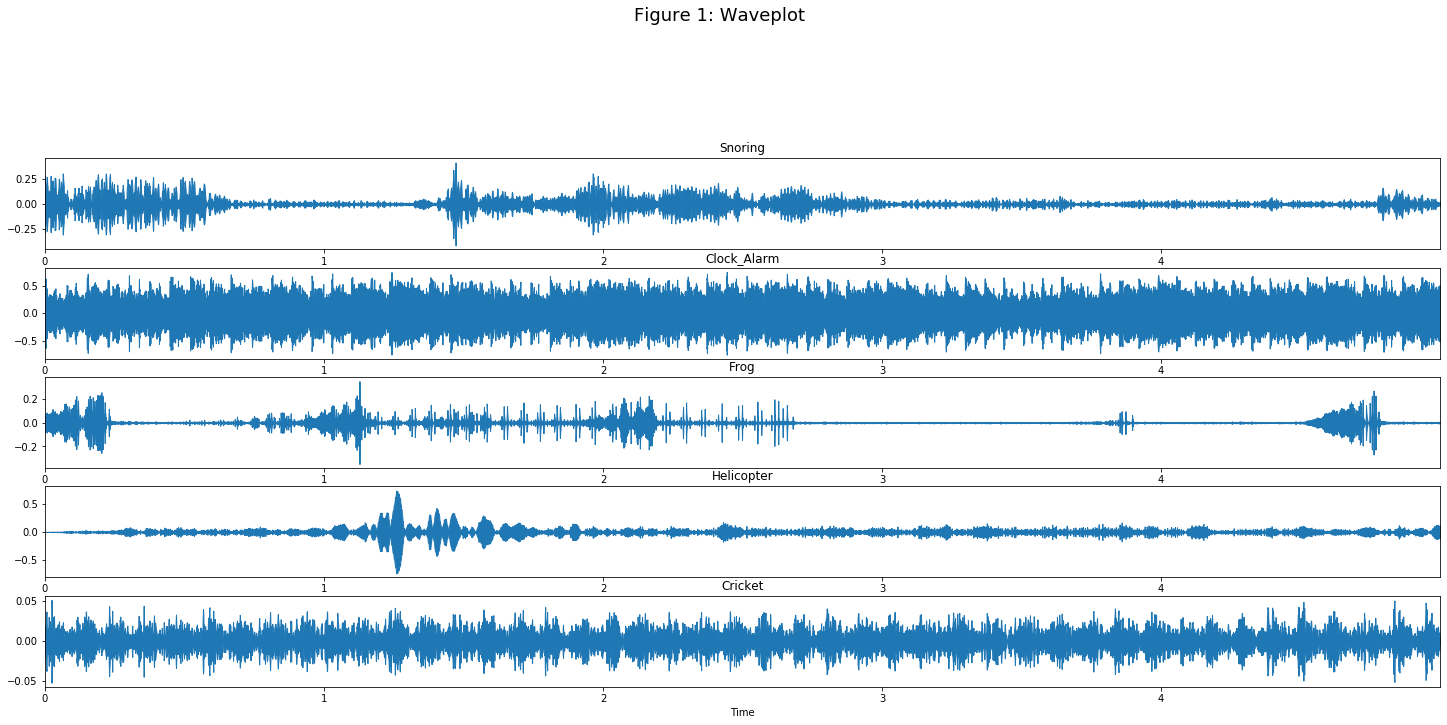 Figure 1: Waveplot
Snoring
0.25
0.00
−0.25
0 1 2 3 4
Clock_Alarm
0.5
0.0
−0.5
0 1 2 3 4
Frog
0.2
0.0
−0.2
0 1 2 3 4
Helicopter
0.5
0.0
−0.5
0 1 2 3 4
Cricket
0.05
0.00
−0.05
0 1 2 3 4
Time